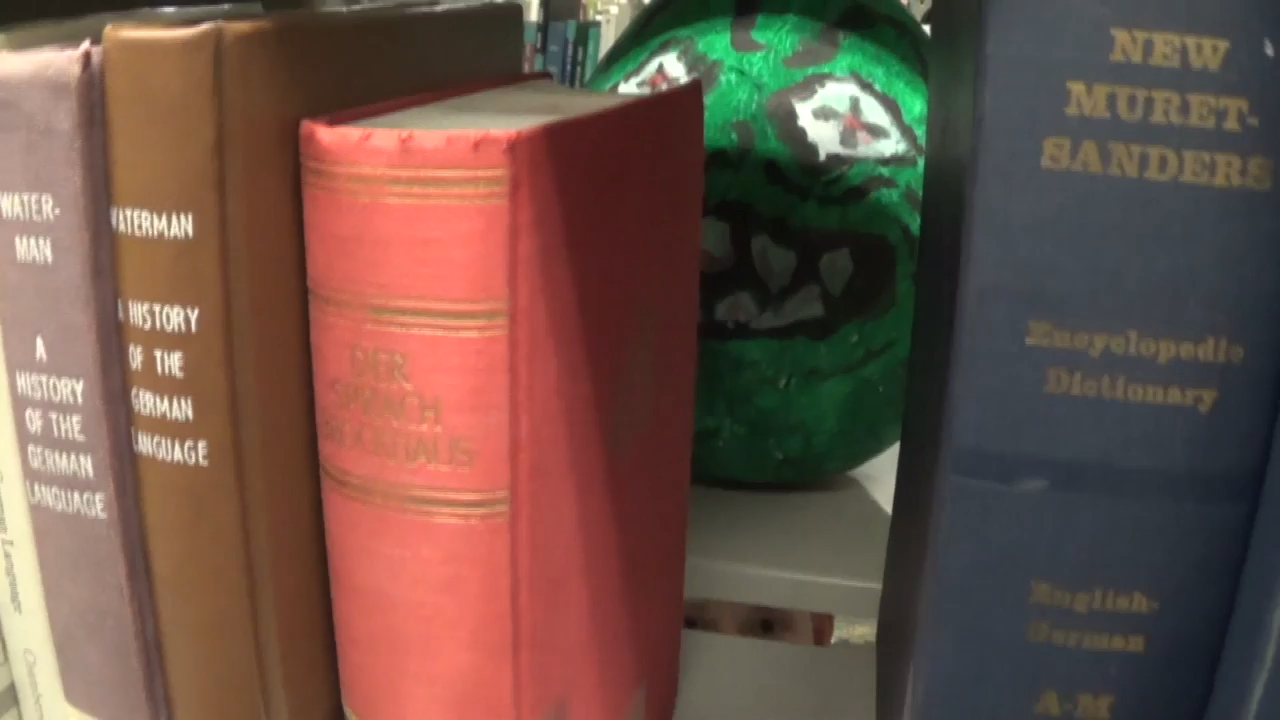 WATER-
MAN
A
HISTORY
OF THE
GERMAN
LANGUAGE
WATERMAN
A HISTORY
OF THE
GERMAN
LANGUAGE
DER
SPRACH
BROCKHAUS
NEW
MURET-
SANDERS
Encyclopedic
Dictionary
English-
German
A-M